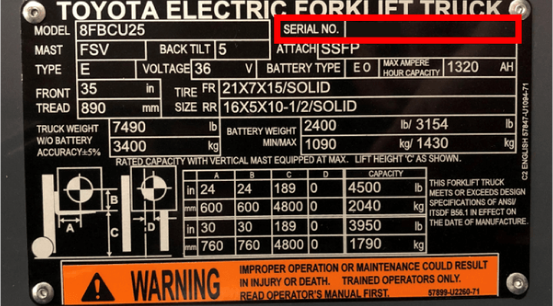 TOYOTA ELECTRIC FORKLIFT TRUCK
MODEL 8FBCU25 SERIAL NO.
MAST FSV BACK TILT 5 ATTACH SSFP
TYPE E VOLTAGE 36 V BATTERY TYPE E O MAX AMPERE HOUR CAPACITY 1320 AH
FRONT TREAD 35 in TIRE SIZE FR 21X7X15/SOLID
890 mm RR 16X5X10-1/2/SOLID
TRUCK WEIGHT W/O BATTERY ACCURACY±5% 7490 lb BATTERY WEIGHT MIN/MAX 2400 lb/ 3154 lb
3400 kg 1090 kg/ 1430 kg
RATED CAPACITY WITH VERTICAL MAST EQUIPPED AT MAX. LIFT HEIGHT 'C' AS SHOWN.
A B C D CAPACITY
in 24 24 189 0 4500 lb
mm 600 600 4800 0 2040 kg
in 30 30 189 0 3950 lb
mm 760 760 4800 0 1790 kg
A B C D
THIS FORKLIFT TRUCK
MEETS OR EXCEEDS DESIGN
SPECIFICATIONS OF ANSI/
ITSDF B56.1 IN EFFECT ON
THE DATE OF MANUFACTURE.
C2 ENGLISH 57847-U1094-71
WARNING
IMPROPER OPERATION OR MAINTENANCE COULD RESULT
IN INJURY OR DEATH. TRAINED OPERATORS ONLY.
READ OPERATOR'S MANUAL FIRST. 57899-U2260-71